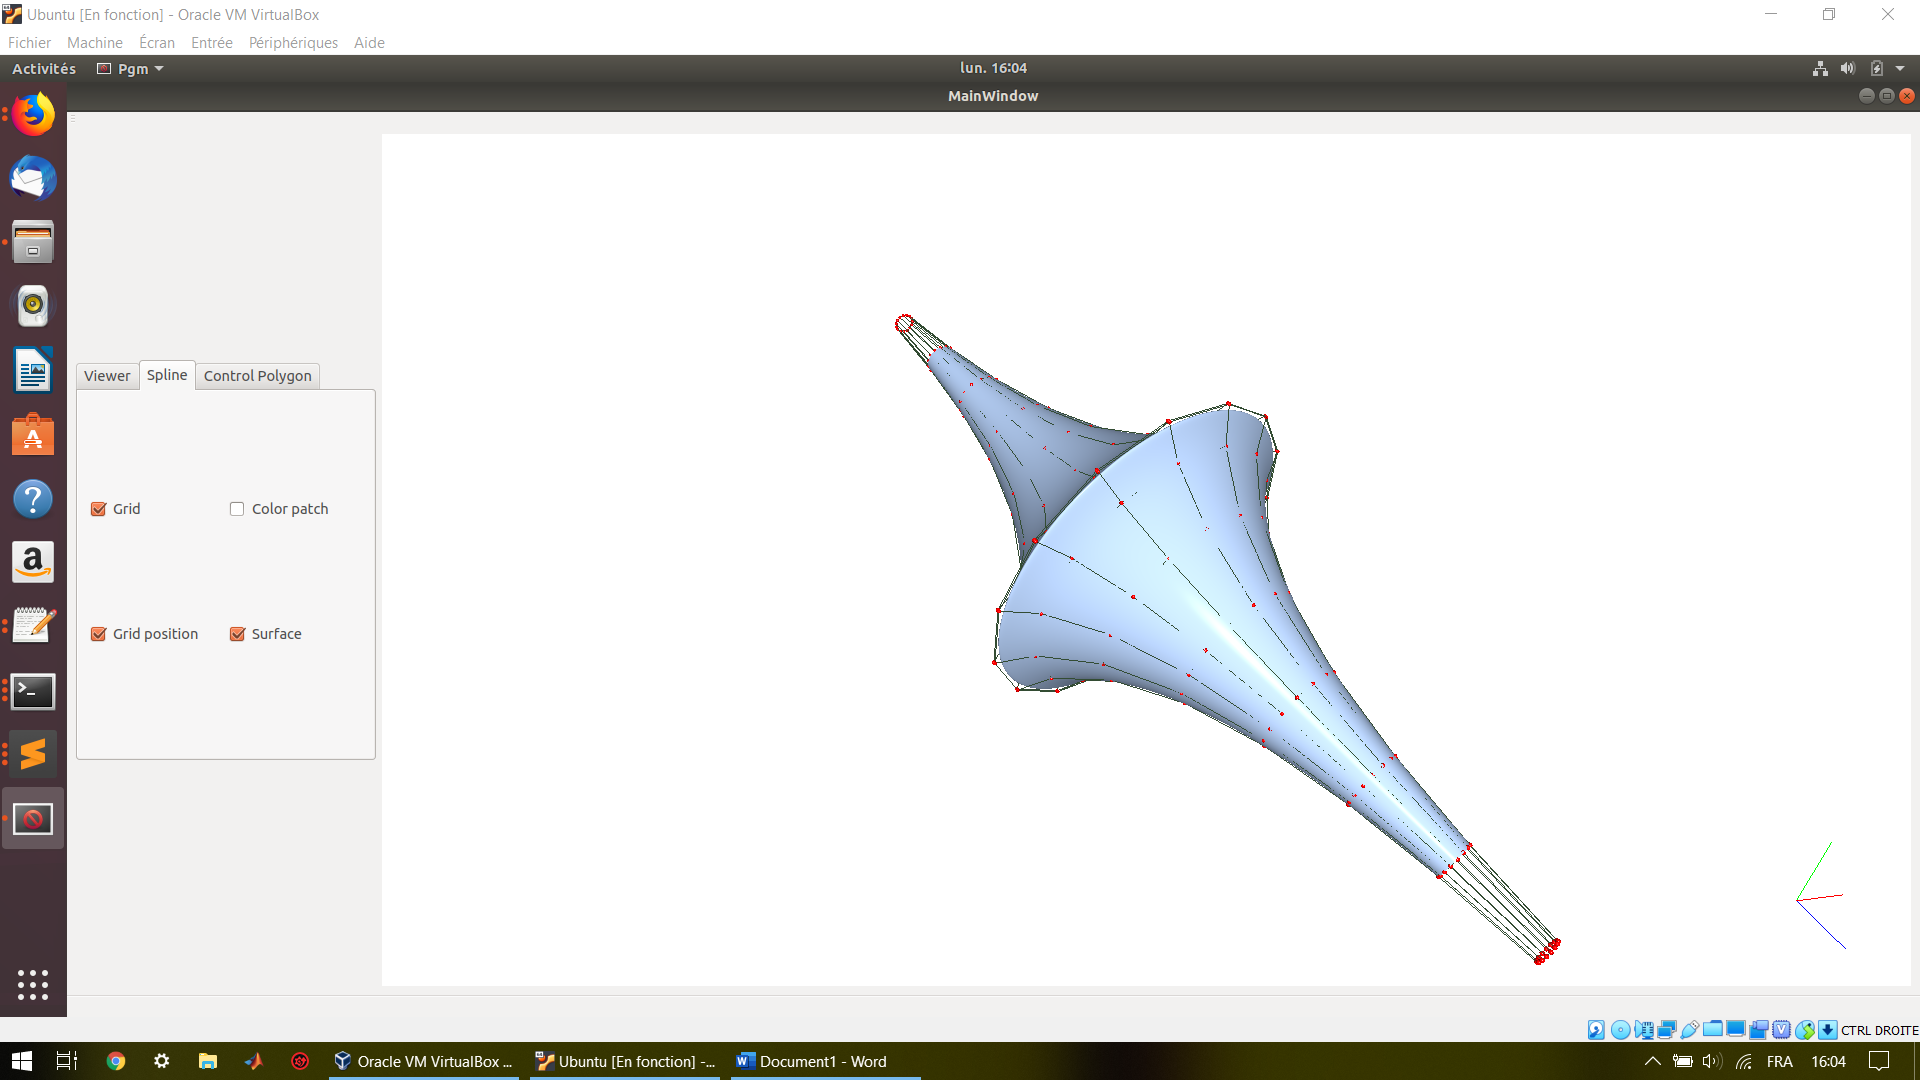 Ubuntu [En fonction] - Oracle VM VirtualBox
Fichier Machine Écran Entrée Périphériques Aide
Activités Pgm lun. 16:04
MainWindow
Viewer Spline Control Polygon
Grid Color patch
Grid position Surface
CTRL DROITE
Oracle VM VirtualBox ... Ubuntu [En fonction] -... Document1 - Word FRA 16:04